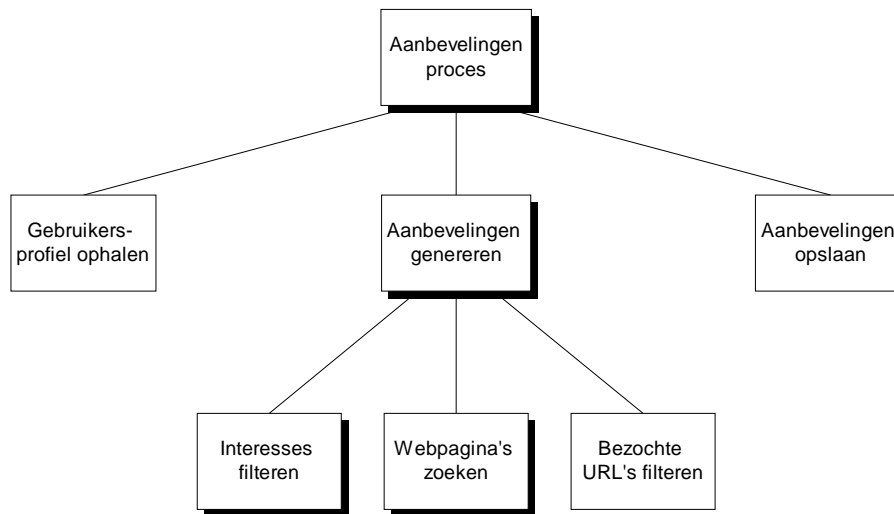 Aanbevelingen
proces
Gebruikers-
profiel ophalen
Aanbevelingen
genereren
Aanbevelingen
opslaan
Interesses
filteren
Webpagina's
zoeken
Bezochte
URL's filteren